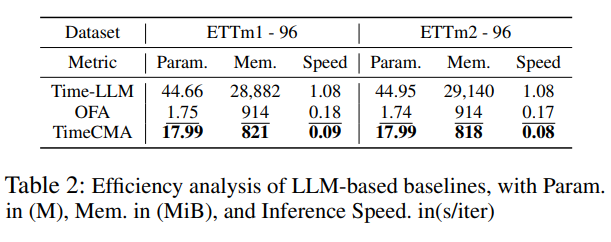 Dataset ETTm1 - 96 ETTm2 - 96
Metric Param. Mem. Speed Param. Mem. Speed
Time-LLM 44.66 28,882 1.08 44.95 29,140 1.08
OFA 1.75 914 0.18 1.74 914 0.17
TimeCMA 17.99 821 0.09 17.99 818 0.08
Table 2: Efficiency analysis of LLM-based baselines, with Param.
in (M), Mem. in (MiB), and Inference Speed. in(s/iter)